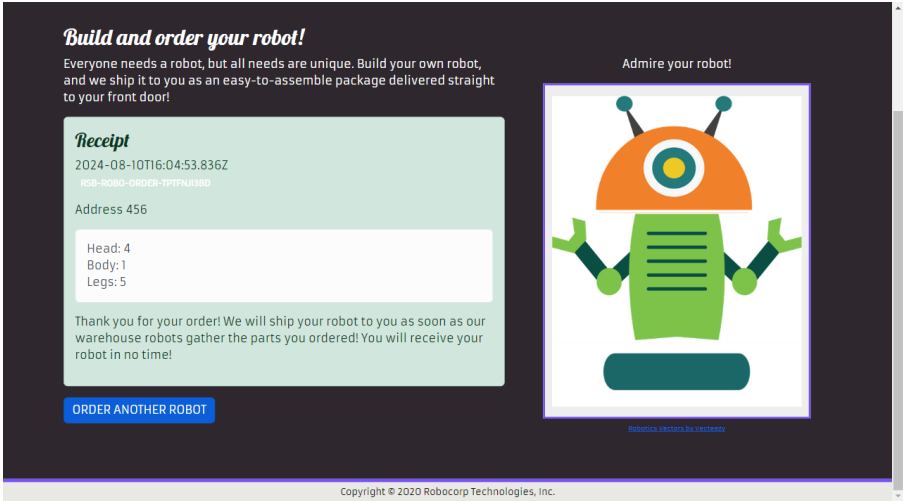 Build and order your robot!
Everyone needs a robot, but all needs are unique. Build your own robot,
and we ship it to you as an easy-to-assemble package delivered straight
to your front door!
Receipt
2024-08-10T16:04:53.836Z
RSB-ROBO-ORDER-TPTFNJI3BD
Address 456
Head: 4
Body: 1
Legs: 5
Thank you for your order! We will ship your robot to you as soon as our
warehouse robots gather the parts you ordered! You will receive your
robot in no time!
ORDER ANOTHER ROBOT
Admire your robot!
Robotics Vectors by Vecteezy
Copyright © 2020 Robocorp Technologies, Inc.